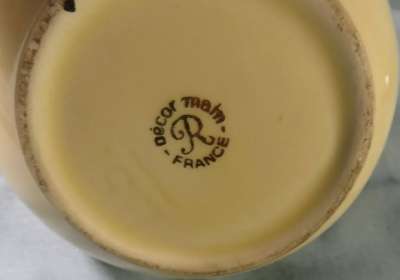 Décor main
R
- FRANCE -